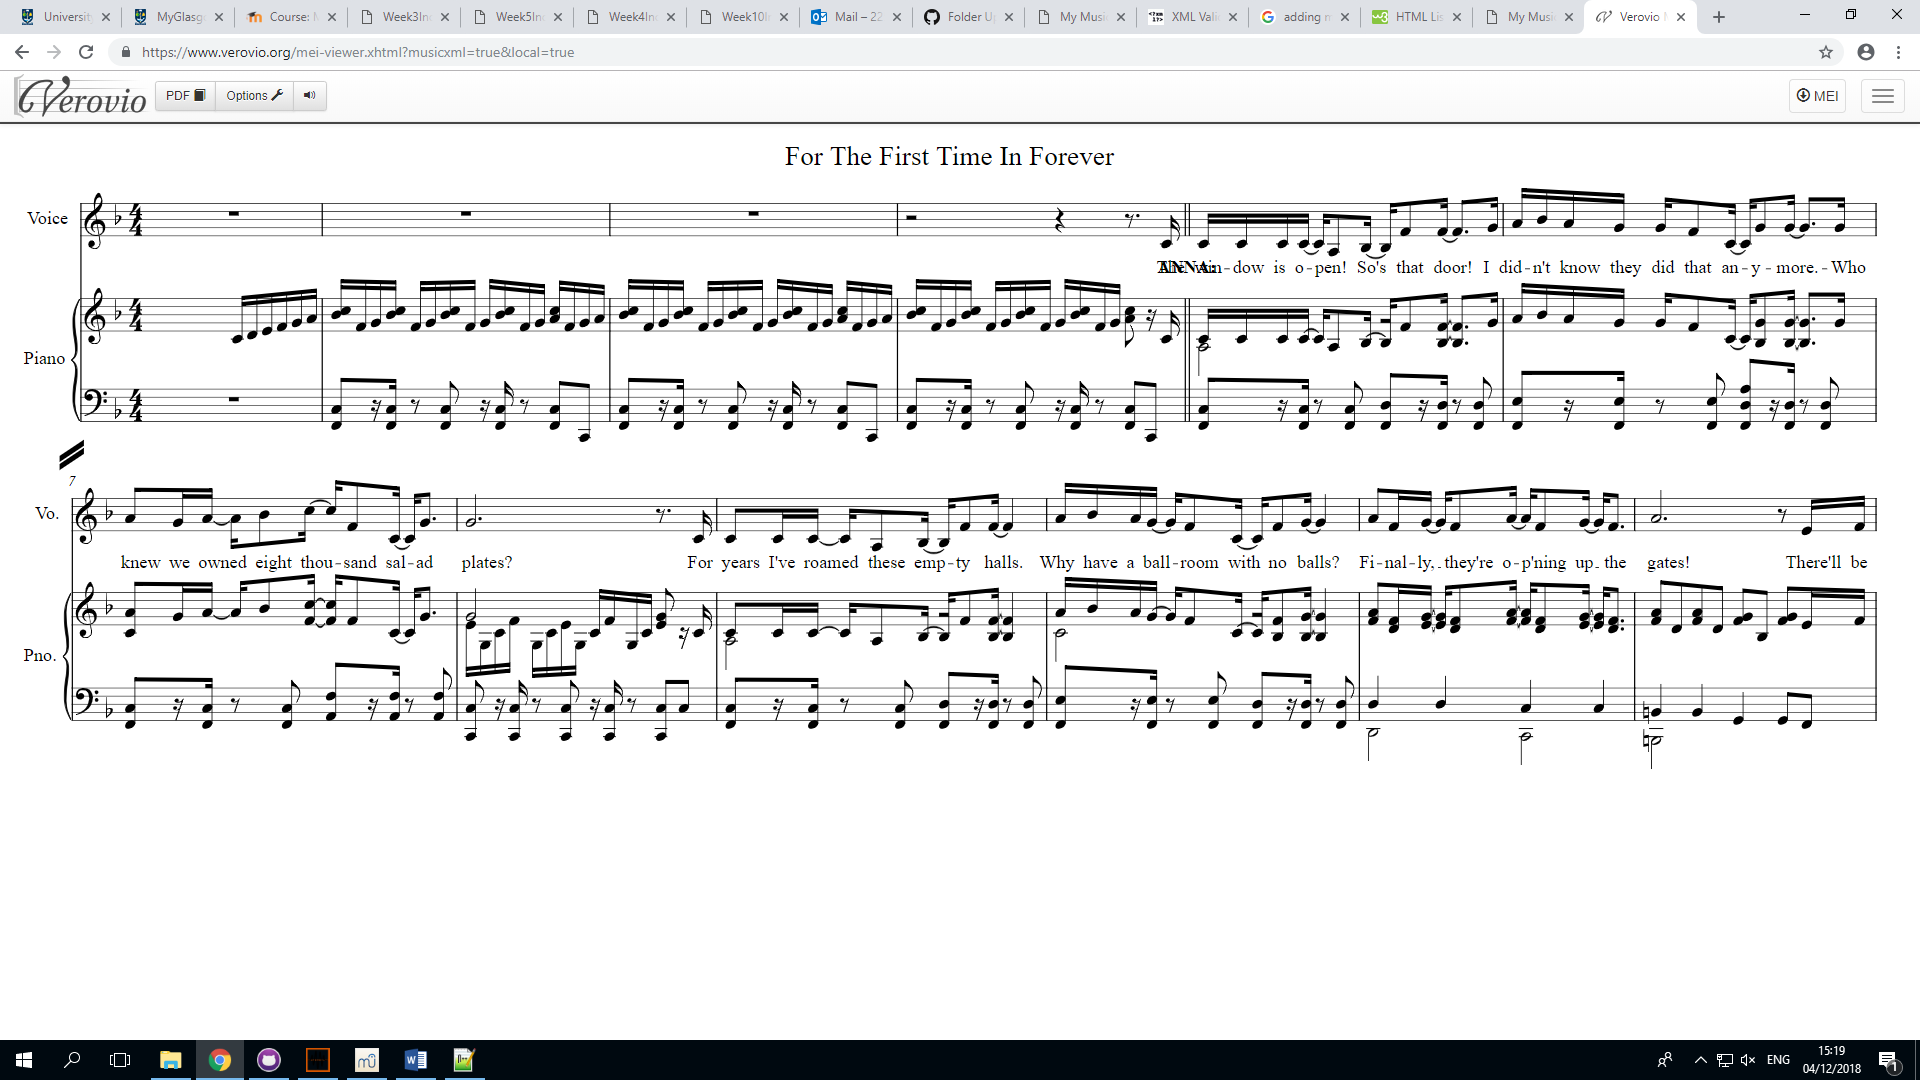 University MyGlasg Course: M Week3In Week5In Week4In Week10I Mail – 22 Folder U My Musi XML Vali adding m HTML Lis My Musi Verovio
https://www.verovio.org/mei-viewer.xhtml?musicxml=true&local=true
Verovio PDF Options MEI
For The First Time In Forever
Voice
ANNA: The win-dow is o-pen! So's that door! I did-n't know they did that an-y-more. Who
Piano
7
Vo.
knew we owned eight thou-sand sal-ad plates? For years I've roamed these emp-ty halls. Why have a ball-room with no balls? Fi-nal-ly, they're o-p'ning up the gates! There'll be
Pno.
15:19
ENG
04/12/2018
1